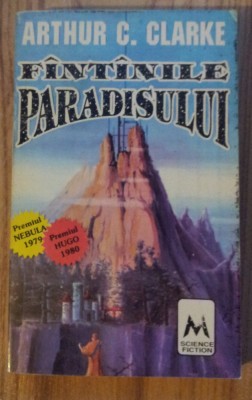 ARTHUR C. CLARKE
FÎNTÎNILE
PARADISULUI
Premiul
NEBULA
1979
Premiul
HUGO
1980
M
SCIENCE
FICTION